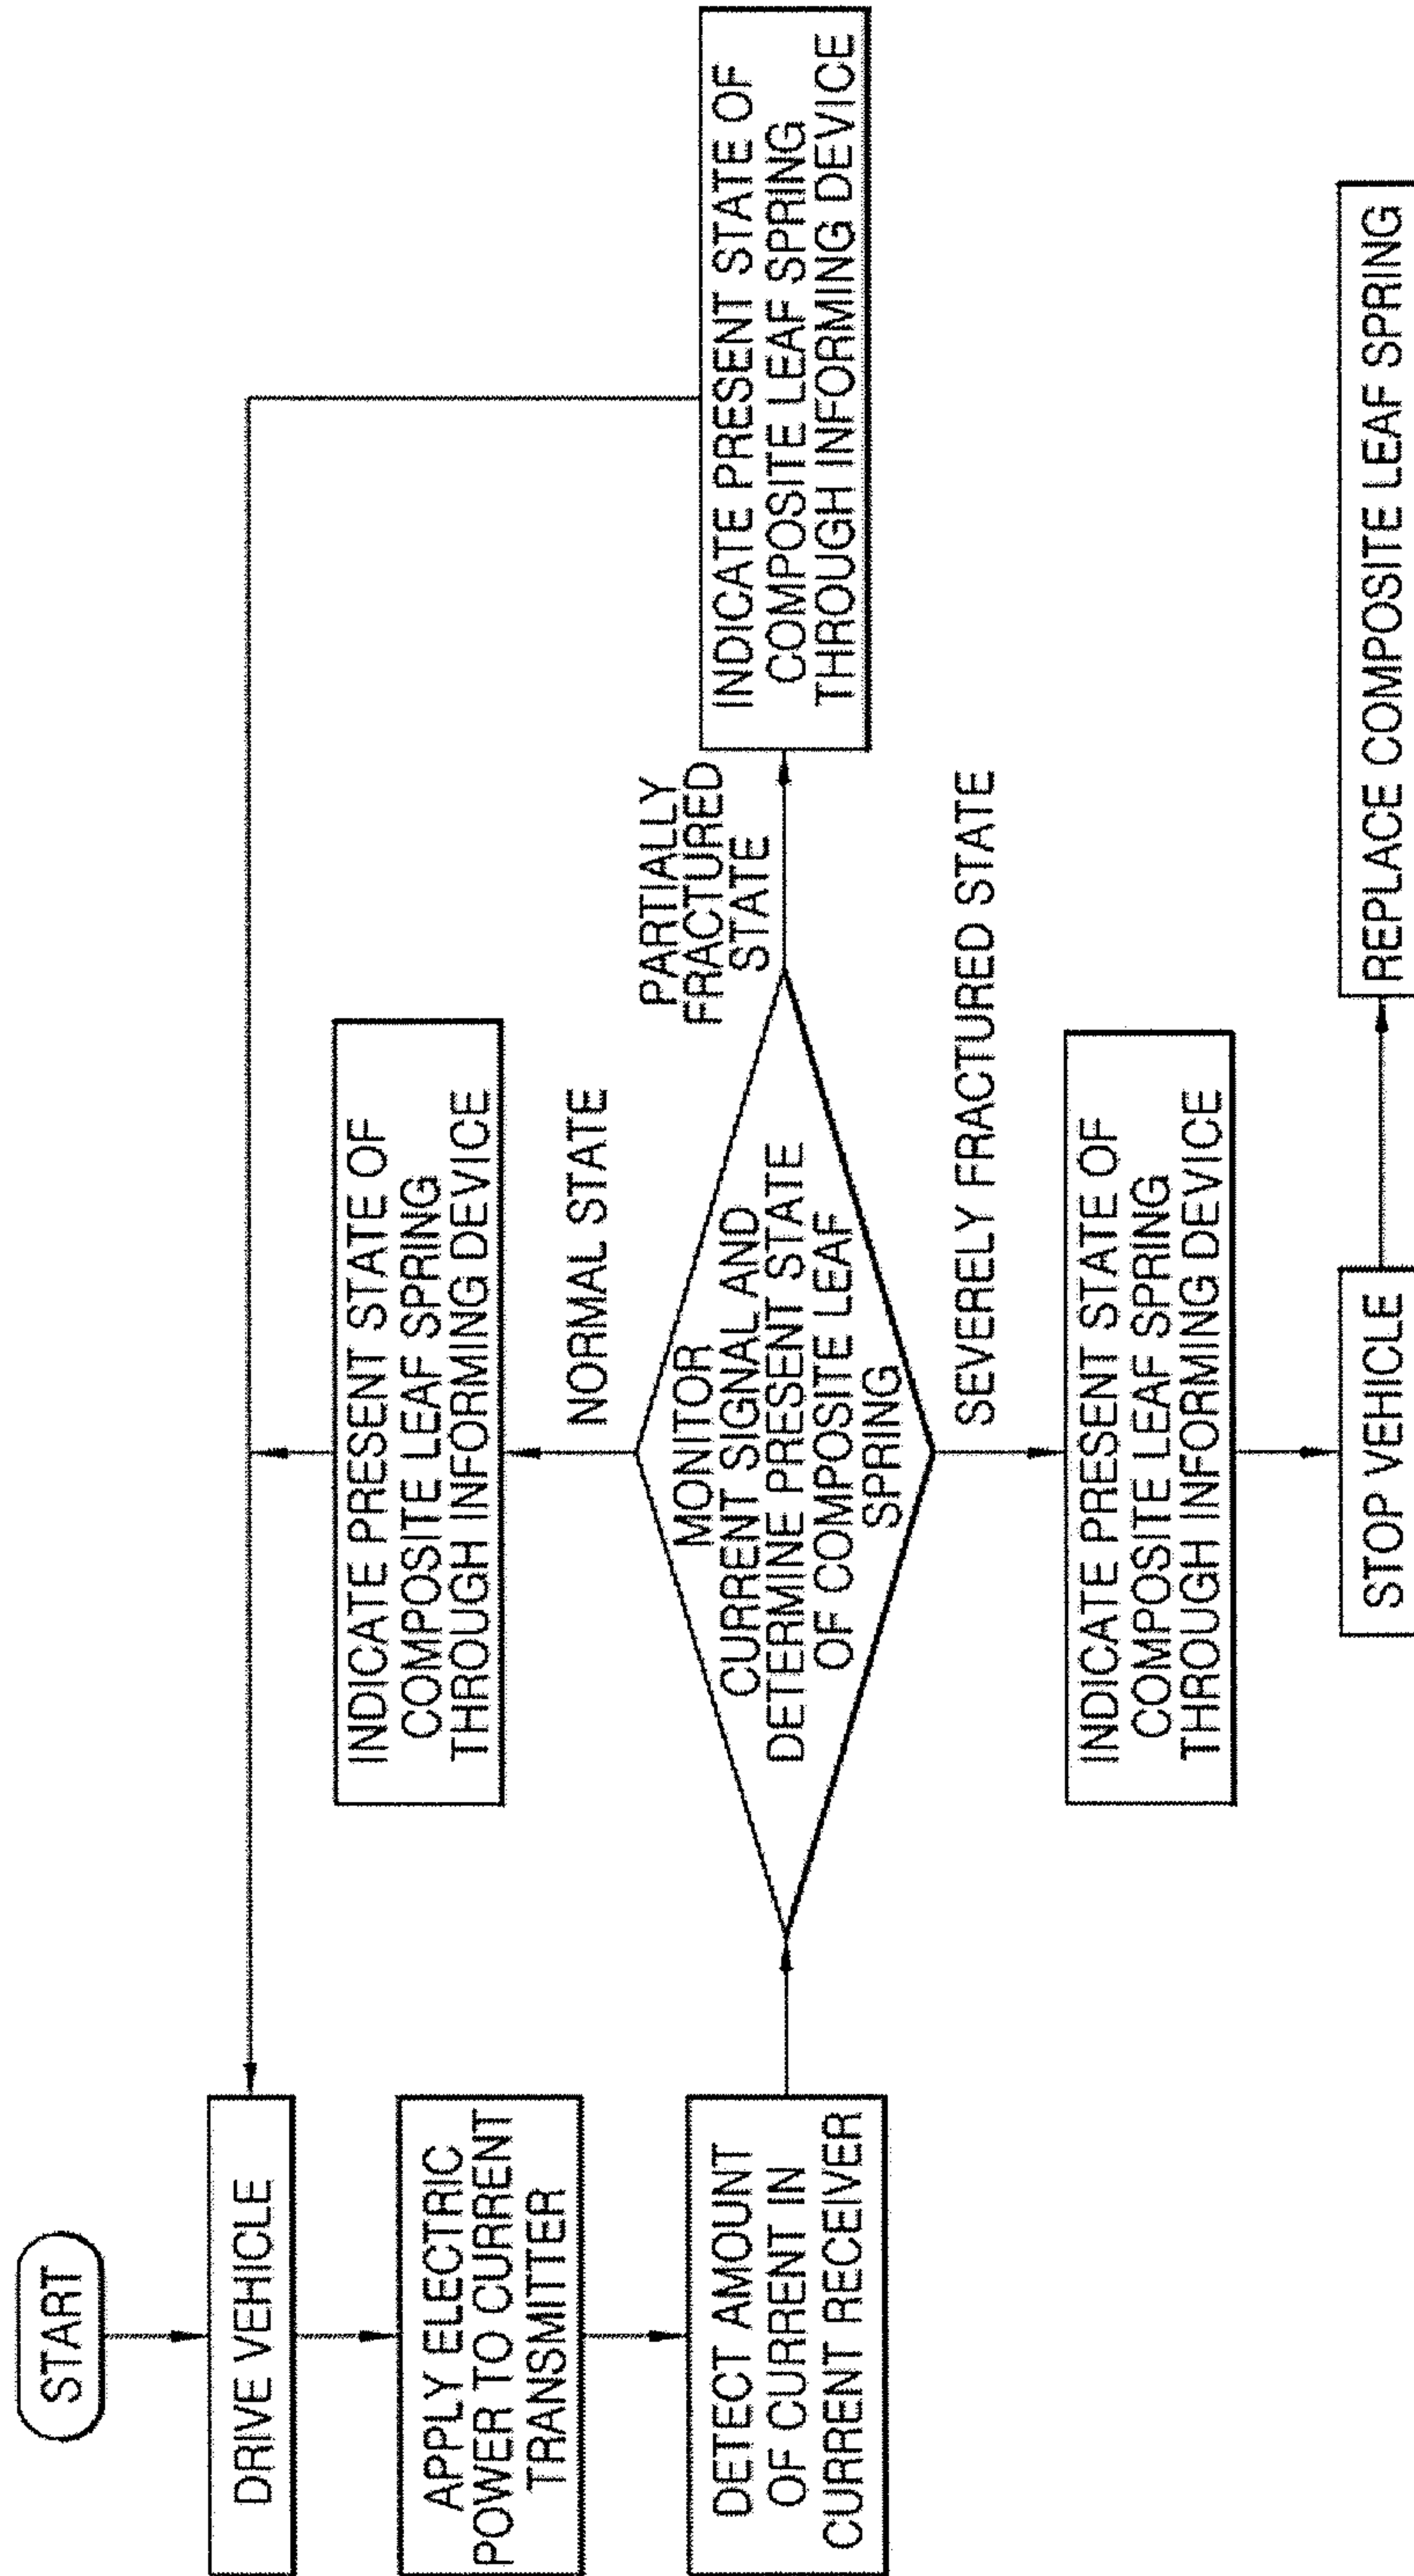 START
DRIVE VEHICLE
APPLY ELECTRIC
POWER TO CURRENT
TRANSMITTER
DETECT AMOUNT
OF CURRENT IN
CURRENT RECEIVER
INDICATE PRESENT STATE OF
COMPOSITE LEAF SPRING
THROUGH INFORMING DEVICE
NORMAL STATE
MONITOR
CURRENT SIGNAL AND
DETERMINE PRESENT STATE
OF COMPOSITE LEAF
SPRING
PARTIALLY
FRACTURED
STATE
INDICATE PRESENT STATE OF
COMPOSITE LEAF SPRING
THROUGH INFORMING DEVICE
SEVERELY FRACTURED STATE
INDICATE PRESENT STATE OF
COMPOSITE LEAF SPRING
THROUGH INFORMING DEVICE
STOP VEHICLE
REPLACE COMPOSITE LEAF SPRING